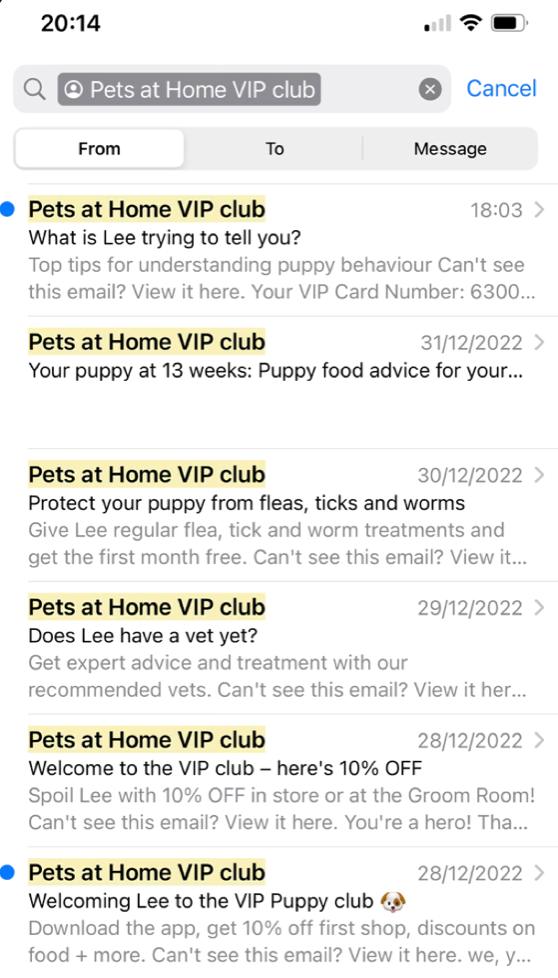 20:14
Pets at Home VIP club
Cancel
From To Message
Pets at Home VIP club 18:03
What is Lee trying to tell you?
Top tips for understanding puppy behaviour Can't see
this email? View it here. Your VIP Card Number: 6300...
Pets at Home VIP club 31/12/2022
Your puppy at 13 weeks: Puppy food advice for your...
Pets at Home VIP club 30/12/2022
Protect your puppy from fleas, ticks and worms
Give Lee regular flea, tick and worm treatments and
get the first month free. Can't see this email? View it...
Pets at Home VIP club 29/12/2022
Does Lee have a vet yet?
Get expert advice and treatment with our
recommended vets. Can't see this email? View it her...
Pets at Home VIP club 28/12/2022
Welcome to the VIP club – here's 10% OFF
Spoil Lee with 10% OFF in store or at the Groom Room!
Can't see this email? View it here. You're a hero! Tha...
Pets at Home VIP club 28/12/2022
Welcoming Lee to the VIP Puppy club 🐶
Download the app, get 10% off first shop, discounts on
food + more. Can't see this email? View it here. we, y...